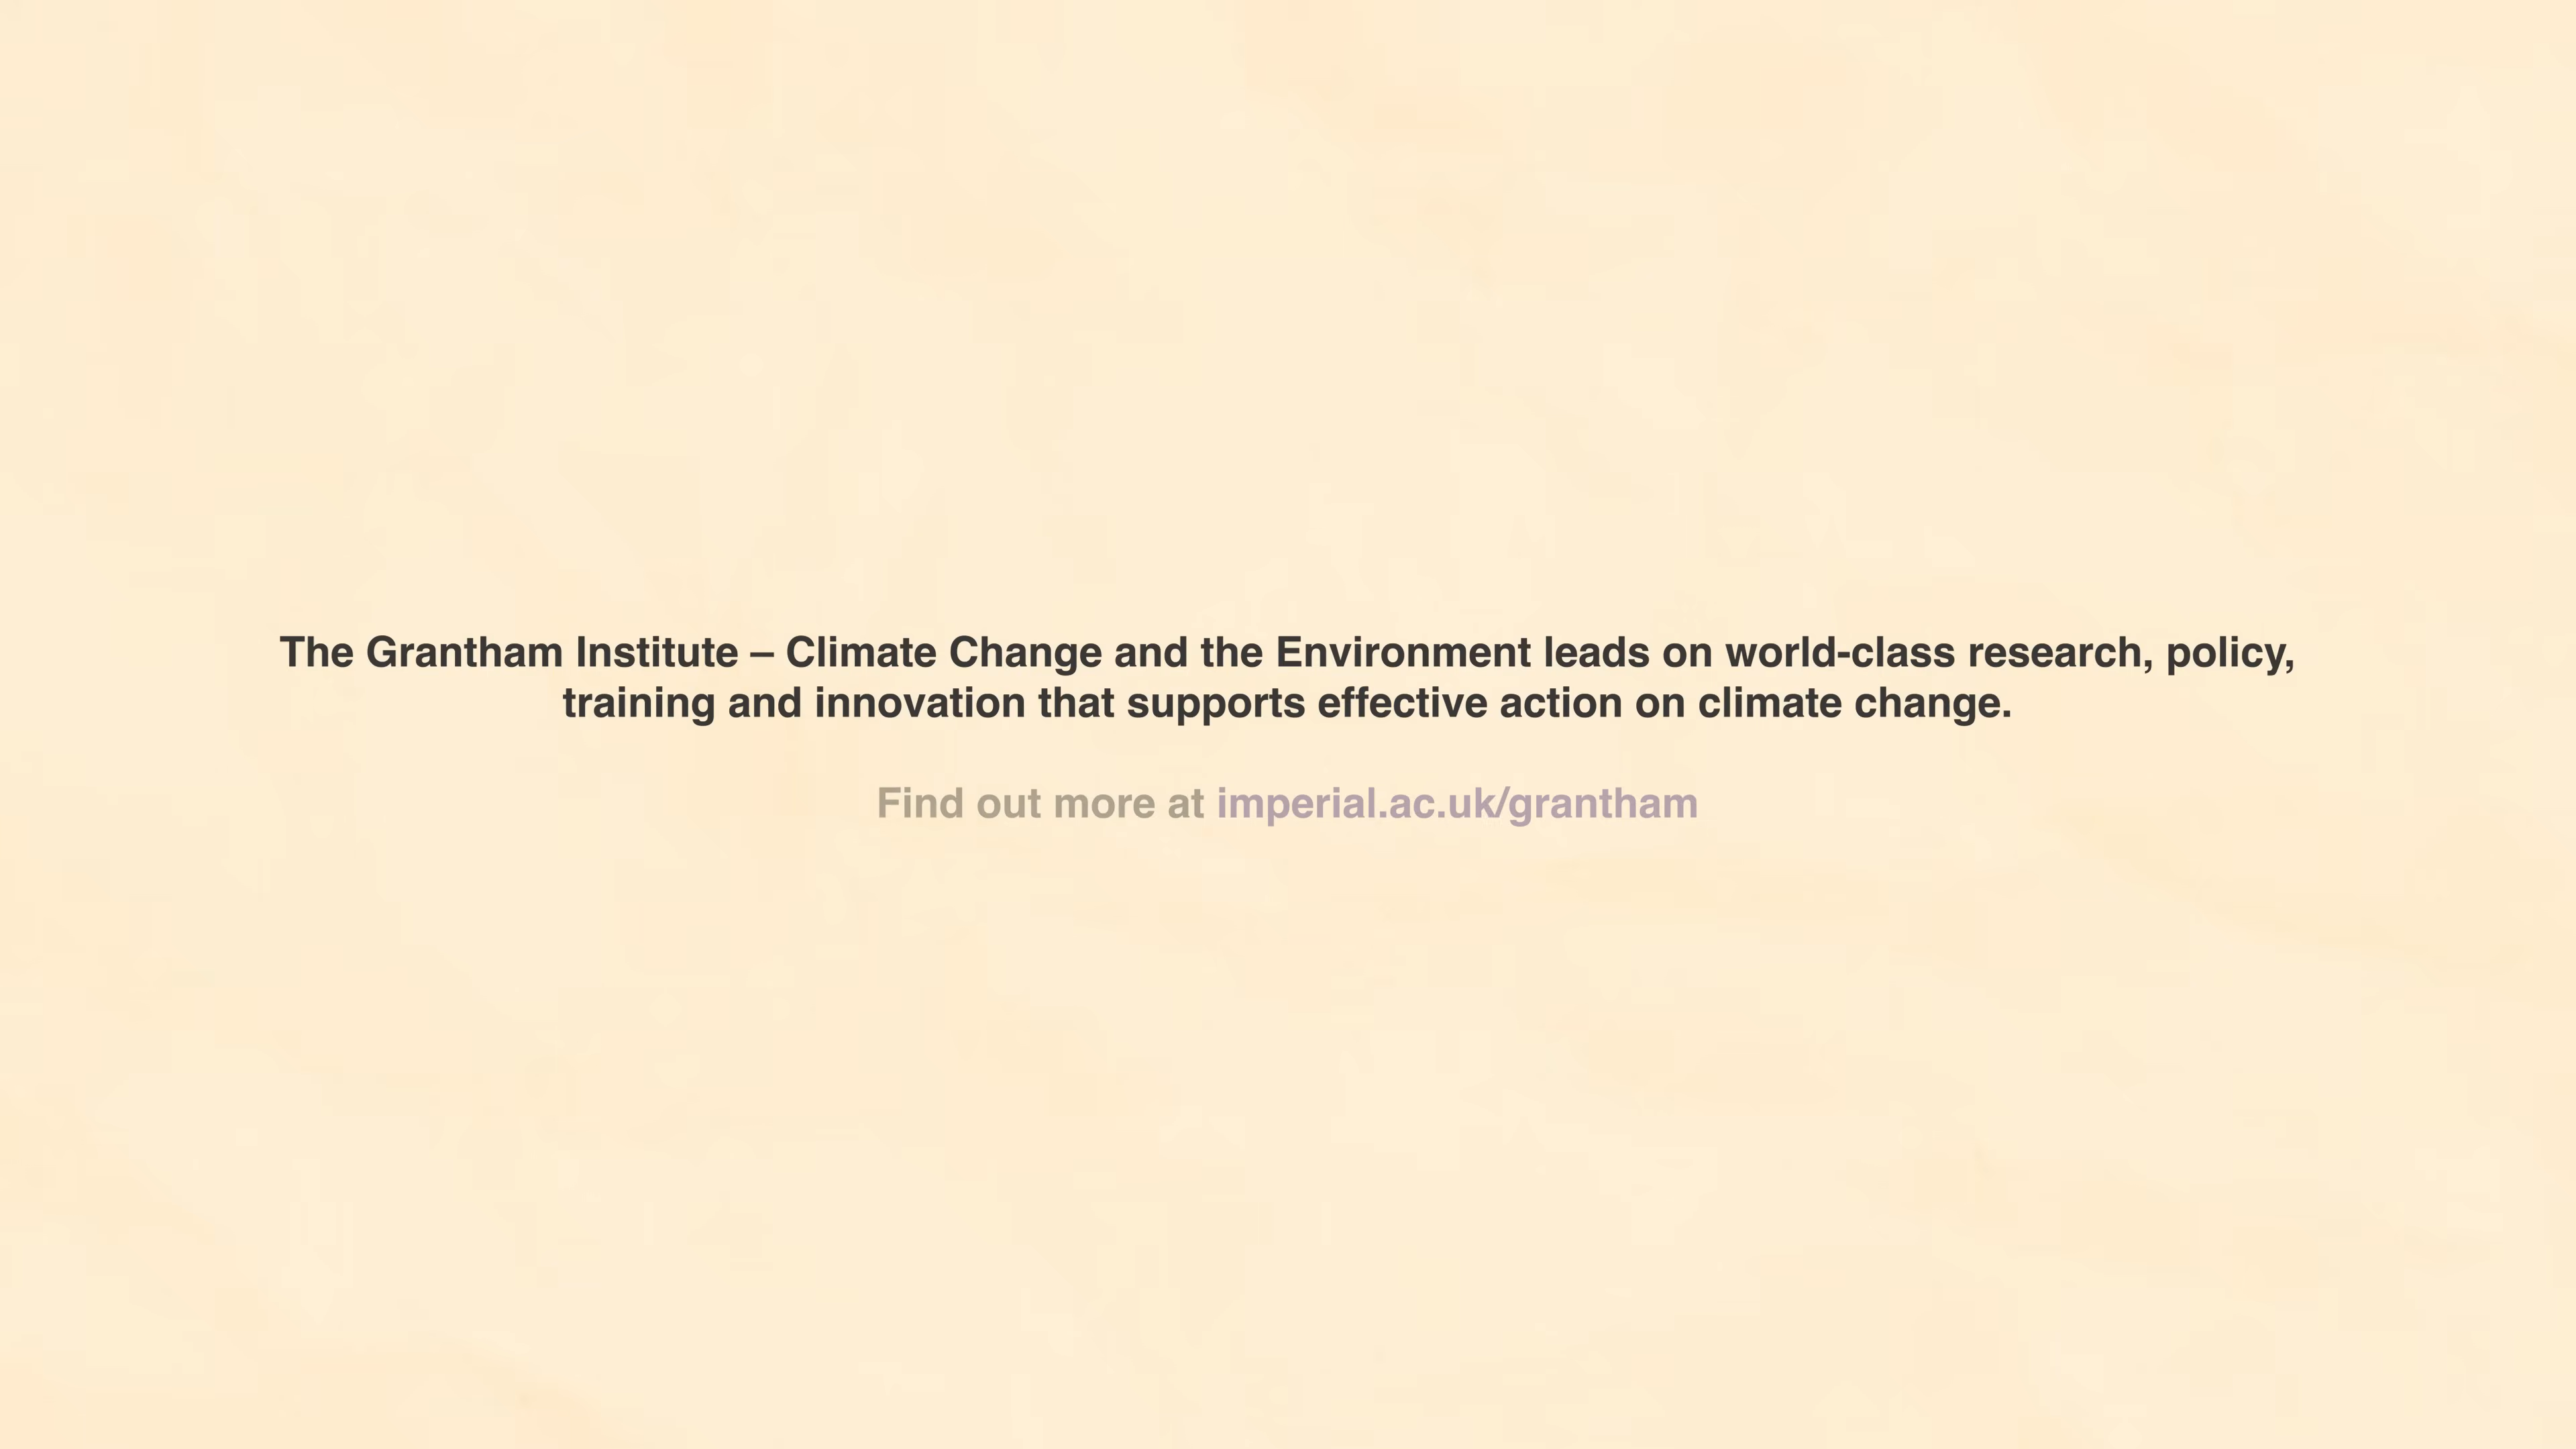 The Grantham Institute – Climate Change and the Environment leads on world-class research, policy,
training and innovation that supports effective action on climate change.
Find out more at imperial.ac.uk/grantham